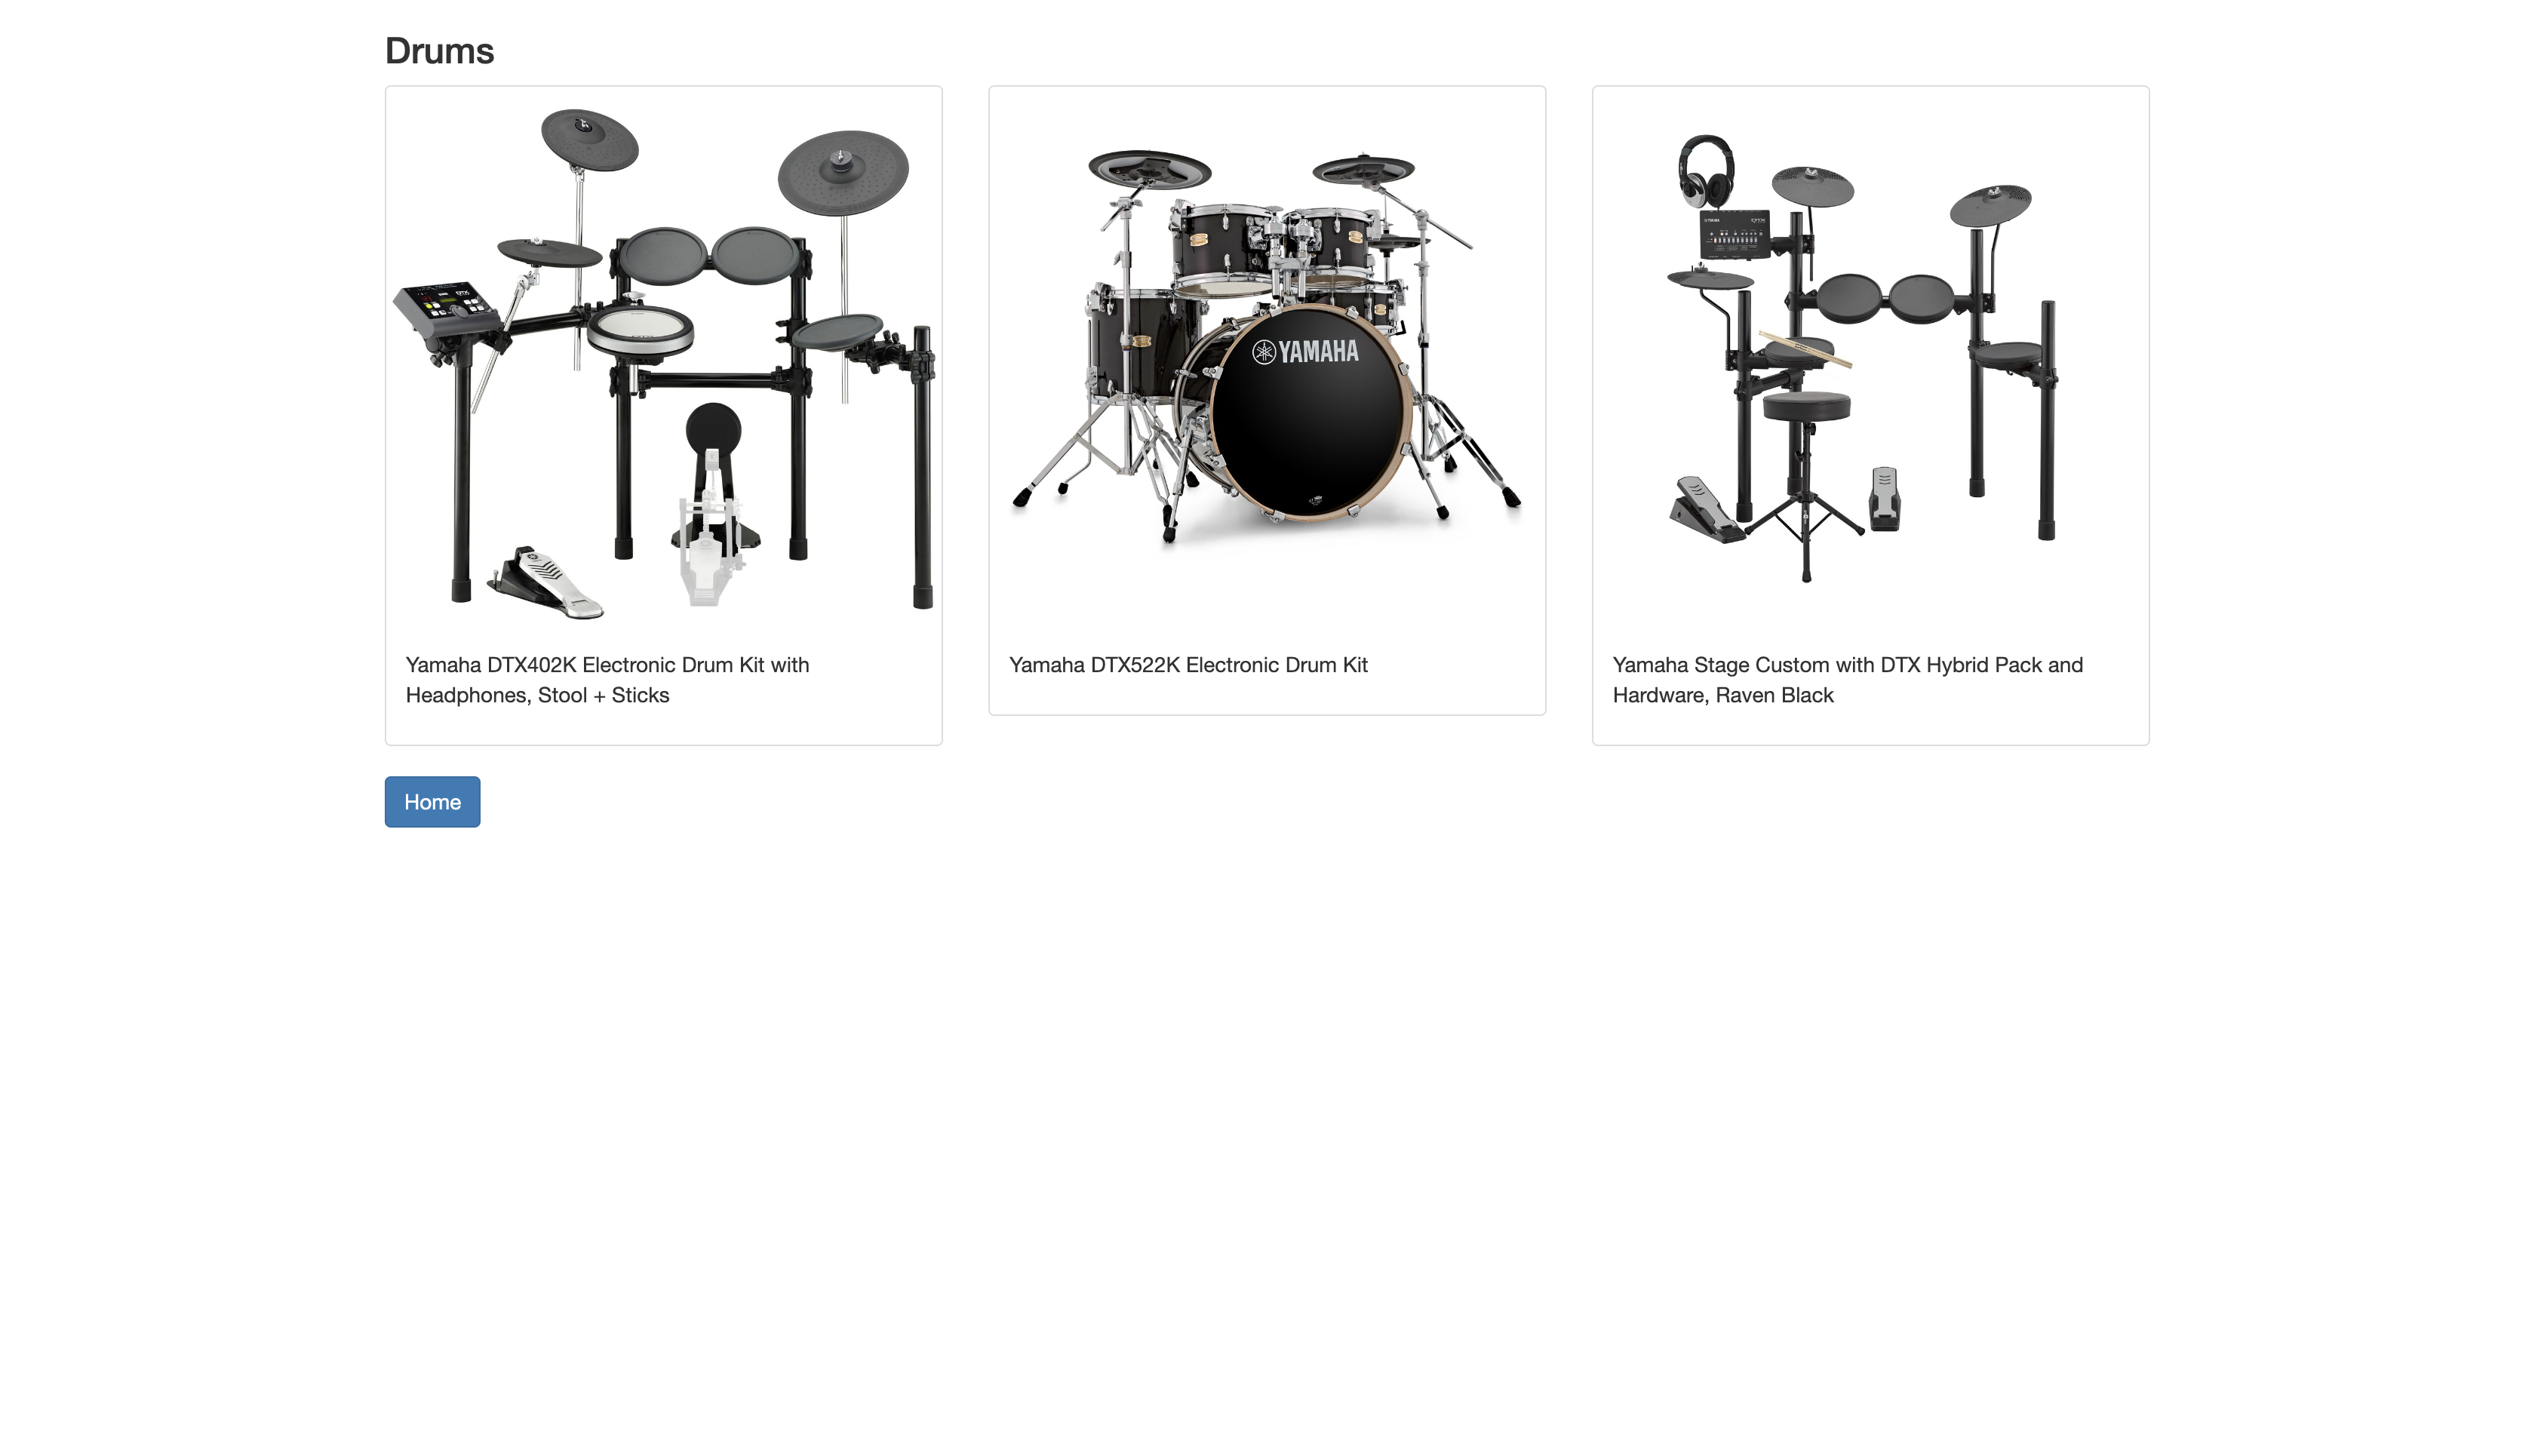 Drums
YAMAHA
Yamaha DTX402K Electronic Drum Kit with
Headphones, Stool + Sticks
Yamaha DTX522K Electronic Drum Kit
Yamaha Stage Custom with DTX Hybrid Pack and
Hardware, Raven Black
Home